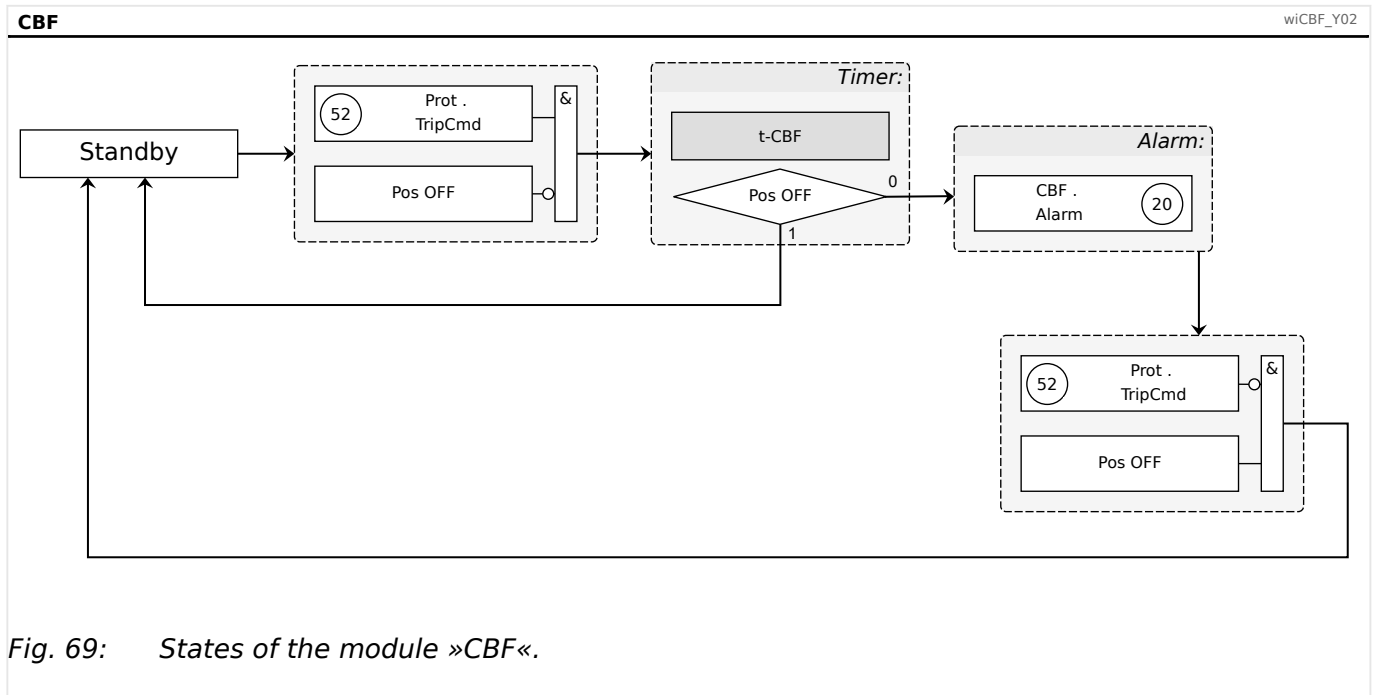 CBF
wiCBF_Y02
Standby
52
Prot .
TripCmd
&
Pos OFF
Timer:
t-CBF
Pos OFF
0
1
Alarm:
CBF .
Alarm
20
52
Prot .
TripCmd
&
Pos OFF
Fig. 69: States of the module »CBF«.